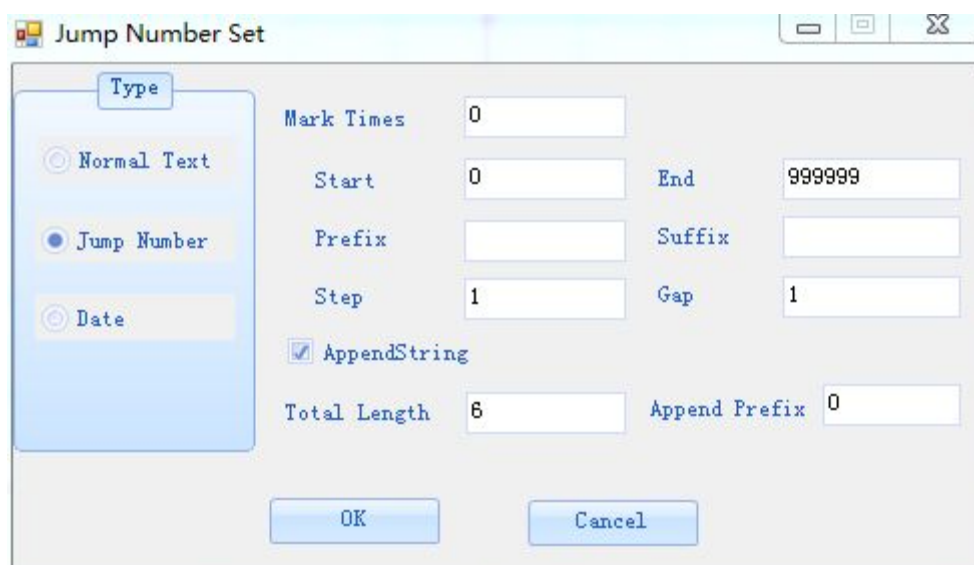 Jump Number Set
Type
Normal Text
Jump Number
Date
Mark Times 0
Start 0 End 999999
Prefix Suffix
Step 1 Gap 1
AppendString
Total Length 6 Append Prefix 0
OK Cancel